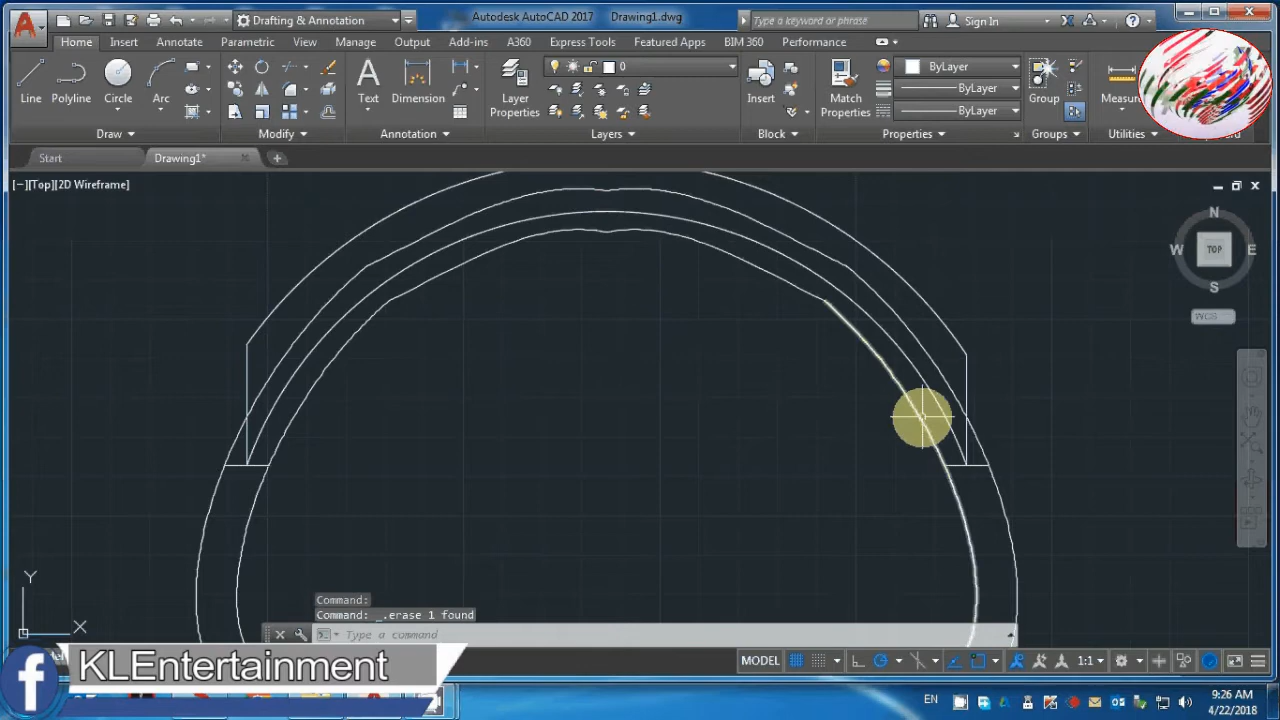 Autodesk AutoCAD 2017 Drawing1.dwg
Drafting & Annotation
Type a keyword or phrase
Sign In
Home Insert Annotate Parametric View Manage Output Add-ins A360 Express Tools Featured Apps BIM 360 Performance
Line Polyline Circle Arc
Text Dimension
Layer Properties
0
Insert
Match Properties
ByLayer
ByLayer
ByLayer
Group
Measure
Draw Modify Annotation Layers Block Properties Groups Utilities
Start Drawing1*
[−][Top][2D Wireframe]
N
W TOP E
S
WCS
Y
X
Command:
Command: _.erase 1 found
Type a command
MODEL 1:1
KLEntertainment
EN
9:26 AM
4/22/2018